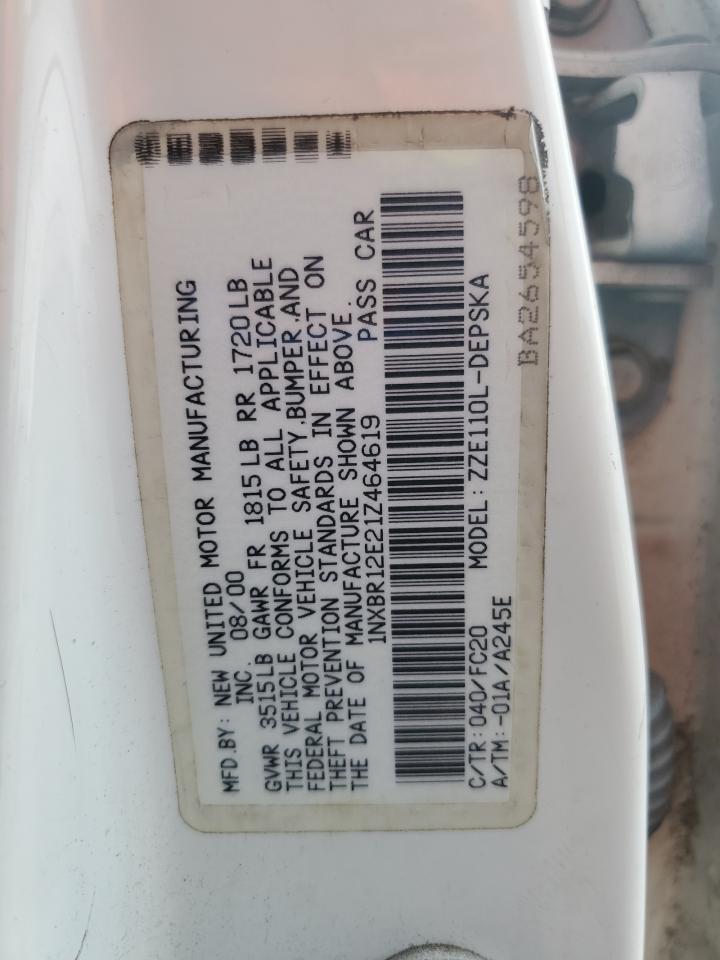 MFD.BY: NEW UNITED MOTOR MANUFACTURING
INC. 08/00
GVWR 3515LB GAWR FR 1815LB RR 1720LB
THIS VEHICLE CONFORMS TO ALL APPLICABLE
FEDERAL MOTOR VEHICLE SAFETY,BUMPER,AND
THEFT PREVENTION STANDARDS IN EFFECT ON
THE DATE OF MANUFACTURE SHOWN ABOVE.
1NXBR12E21Z464619 PASS CAR
C/TR:040/FC20 MODEL:ZZE110L-DEPSKA
A/TM:-01A/A245E
BA2654598